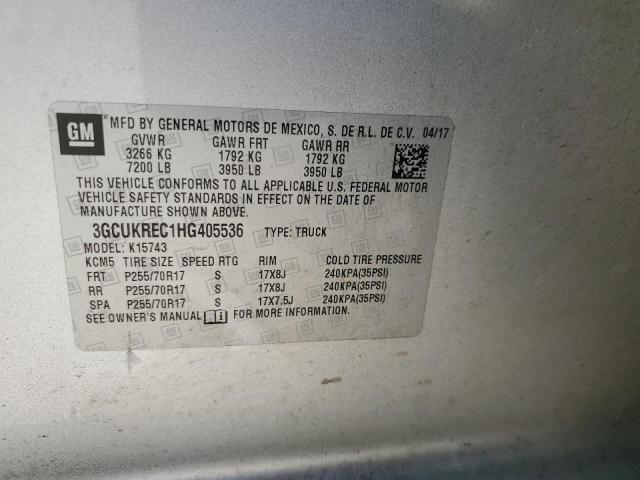 GM MFD BY GENERAL MOTORS DE MEXICO, S. DE R.L. DE C.V. 04/17
GVWR GAWR FRT GAWR RR
3266 KG 1792 KG 1792 KG
7200 LB 3950 LB 3950 LB
THIS VEHICLE CONFORMS TO ALL APPLICABLE U.S. FEDERAL MOTOR
VEHICLE SAFETY STANDARDS IN EFFECT ON THE DATE OF
MANUFACTURE SHOWN ABOVE.
3GCUKREC1HG405536 TYPE: TRUCK
MODEL: K15743
KCM5 TIRE SIZE SPEED RTG RIM COLD TIRE PRESSURE
FRT P255/70R17 S 17X8J 240KPA(35PSI)
RR P255/70R17 S 17X8J 240KPA(35PSI)
SPA P255/70R17 S 17X7.5J 240KPA(35PSI)
SEE OWNER'S MANUAL FOR MORE INFORMATION.